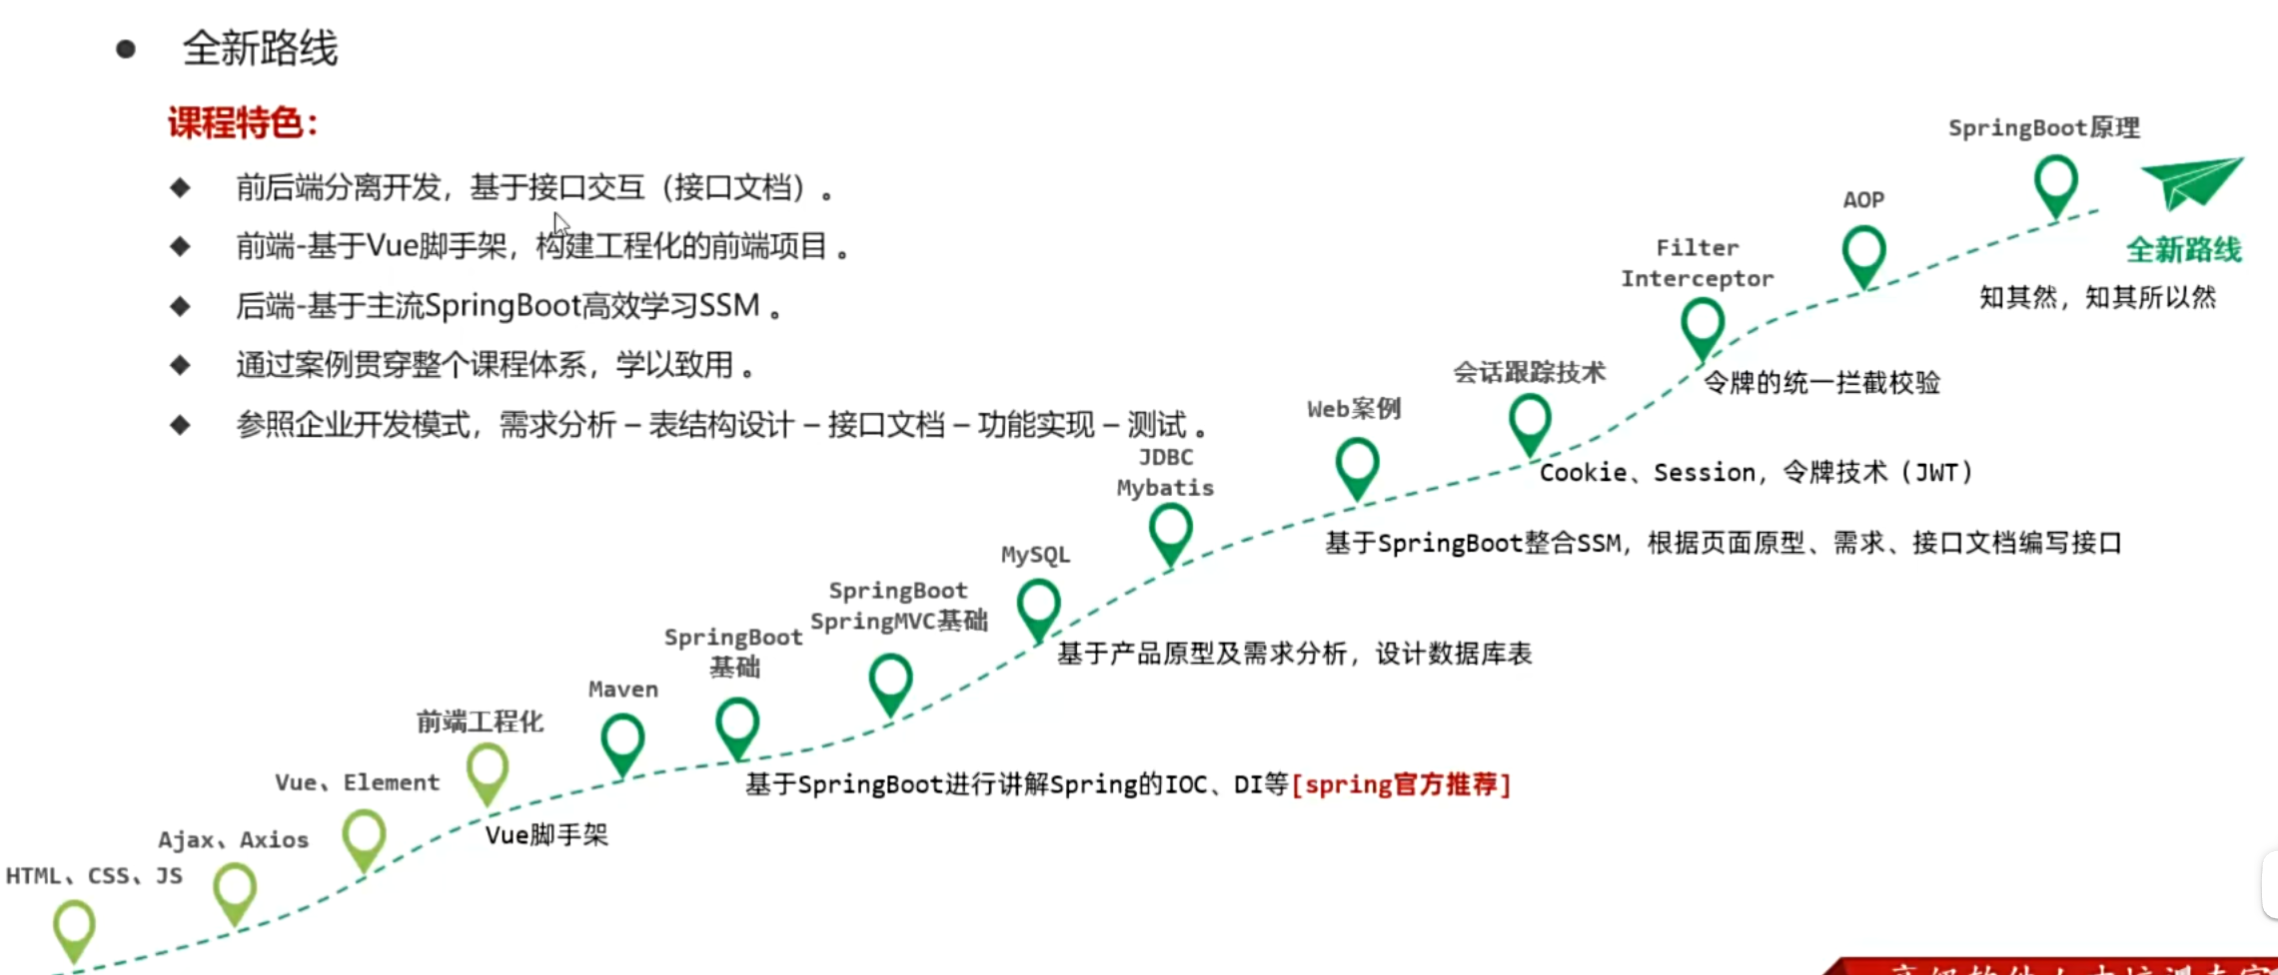 全新路线
课程特色：
前后端分离开发，基于接口交互（接口文档）。
前端-基于Vue脚手架，构建工程化的前端项目。
后端-基于主流SpringBoot高效学习SSM。
通过案例贯穿整个课程体系，学以致用。
参照企业开发模式，需求分析 – 表结构设计 – 接口文档 – 功能实现 – 测试。
HTML、CSS、JS
Ajax、Axios
Vue、Element
前端工程化
Vue脚手架
Maven
SpringBoot
基础
基于SpringBoot进行讲解Spring的IOC、DI等[spring官方推荐]
SpringBoot
SpringMVC基础
MySQL
基于产品原型及需求分析，设计数据库表
JDBC
Mybatis
Web案例
基于SpringBoot整合SSM，根据页面原型、需求、接口文档编写接口
会话跟踪技术
Cookie、Session，令牌技术（JWT）
Filter
Interceptor
令牌的统一拦截校验
AOP
SpringBoot原理
知其然，知其所以然
全新路线